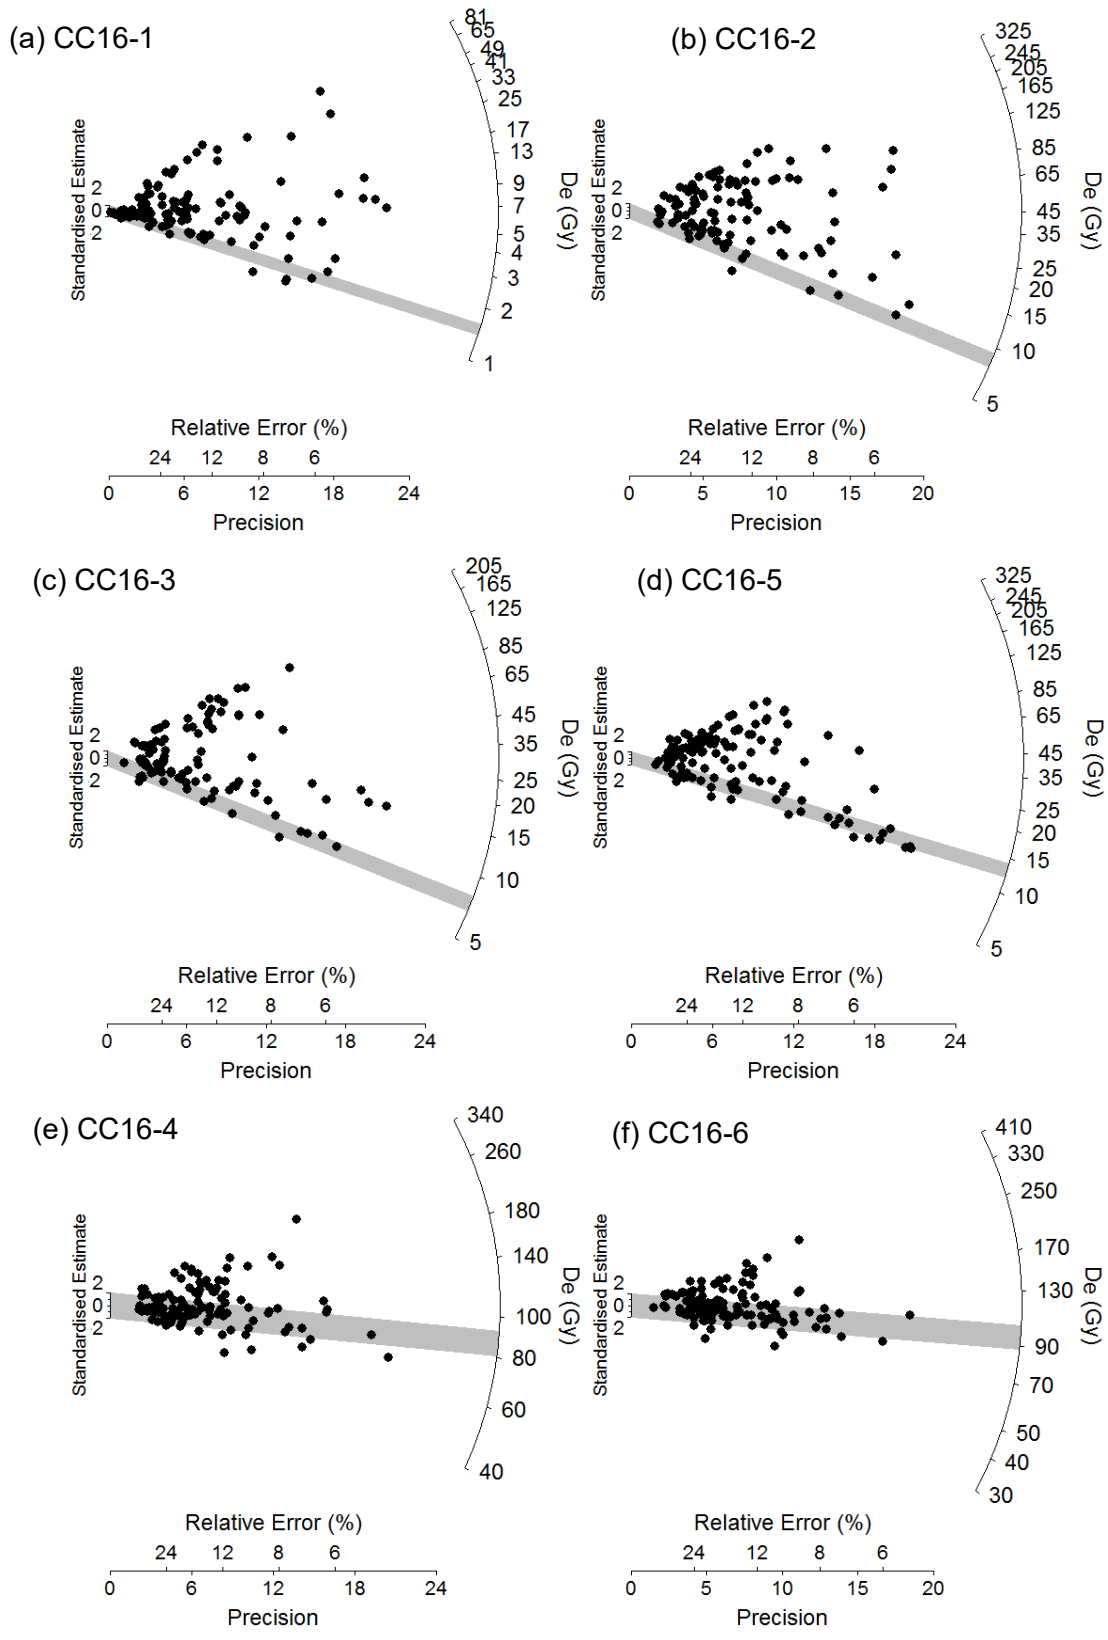 (a) CC16-1
81
65
49
41
33
25
17
13
9
7
5
4
3
2
1
De (Gy)
Standardised Estimate
2
0
2
Relative Error (%)
24 12 8 6
0 6 12 18 24
Precision
(b) CC16-2
325
245
205
165
125
85
65
45
35
25
20
15
10
5
De (Gy)
Standardised Estimate
2
0
2
Relative Error (%)
24 12 8 6
0 5 10 15 20
Precision
(c) CC16-3
205
165
125
85
65
45
35
25
20
15
10
5
De (Gy)
Standardised Estimate
2
0
2
Relative Error (%)
24 12 8 6
0 6 12 18 24
Precision
(d) CC16-5
325
245
205
165
125
85
65
45
35
25
20
15
10
5
De (Gy)
Standardised Estimate
2
0
2
Relative Error (%)
24 12 8 6
0 6 12 18 24
Precision
(e) CC16-4
340
260
180
140
100
80
60
40
De (Gy)
Standardised Estimate
2
0
2
Relative Error (%)
24 12 8 6
0 6 12 18 24
Precision
(f) CC16-6
410
330
250
170
130
90
70
50
40
30
De (Gy)
Standardised Estimate
2
0
2
Relative Error (%)
24 12 8 6
0 5 10 15 20
Precision